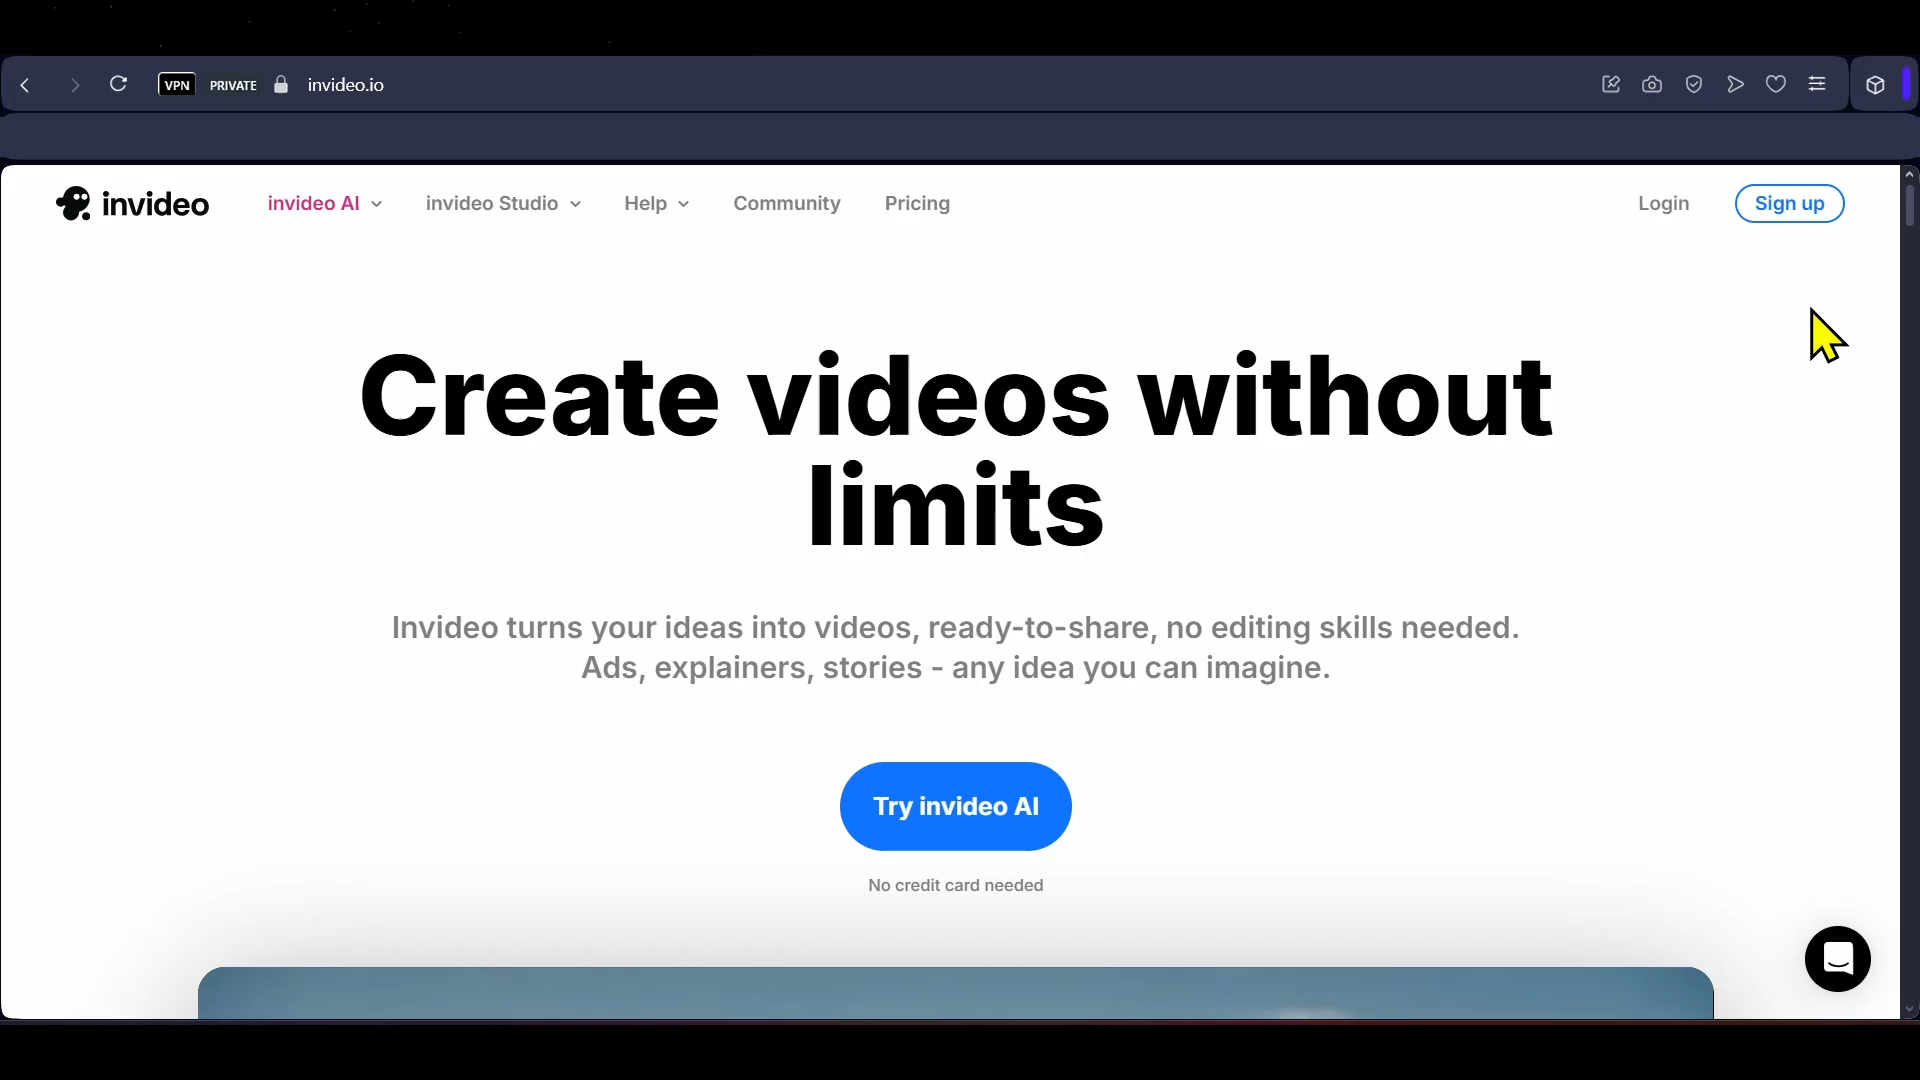 VPN PRIVATE invideo.io
invideo invideo AI invideo Studio Help Community Pricing Login Sign up
Create videos without
limits
Invideo turns your ideas into videos, ready-to-share, no editing skills needed.
Ads, explainers, stories - any idea you can imagine.
Try invideo AI
No credit card needed